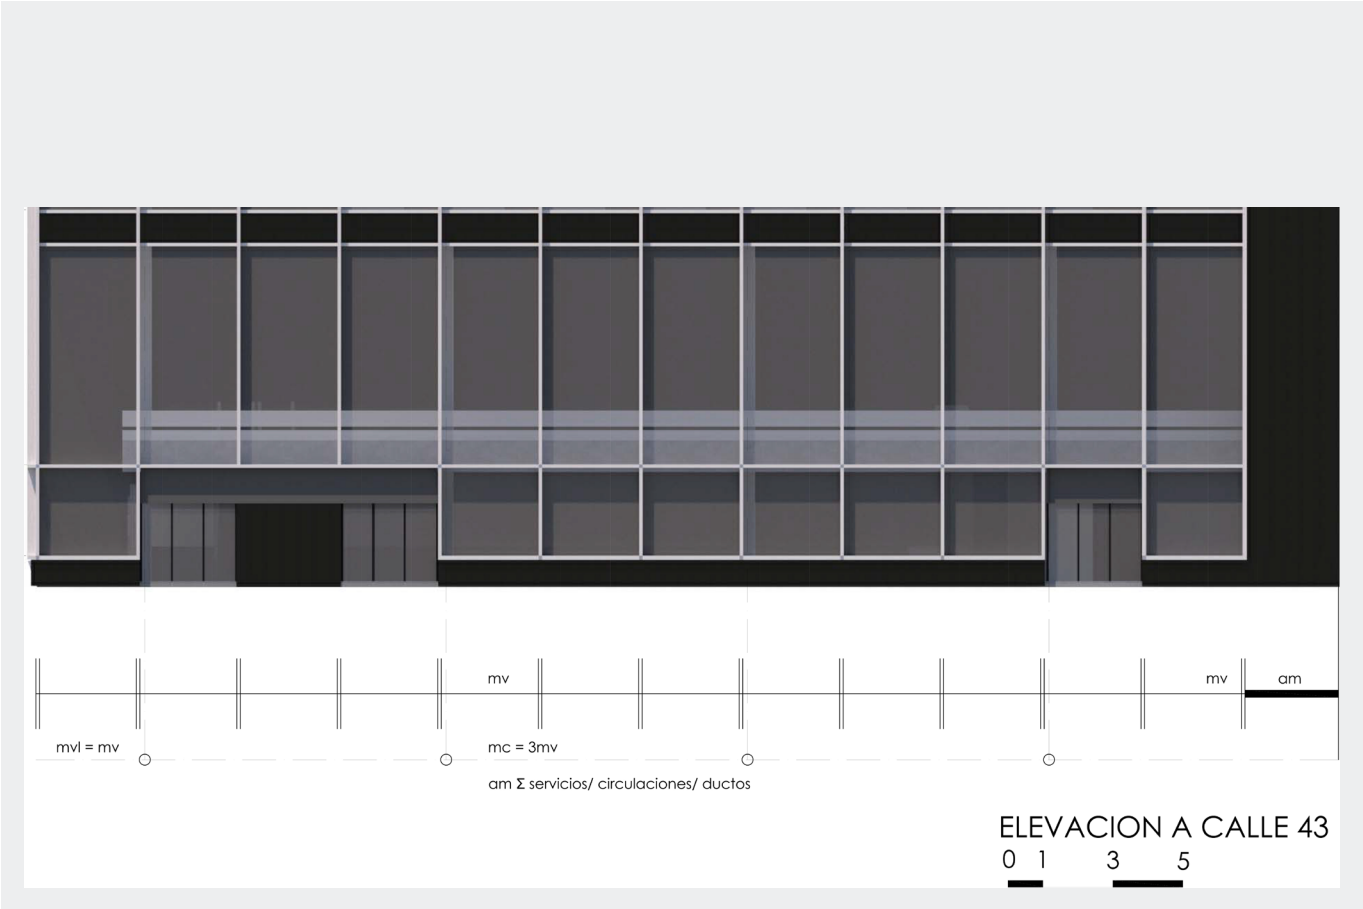 mv mv am
mvl = mv mc = 3mv
am Σ servicios/ circulaciones/ ductos
ELEVACION A CALLE 43
0 1 3 5